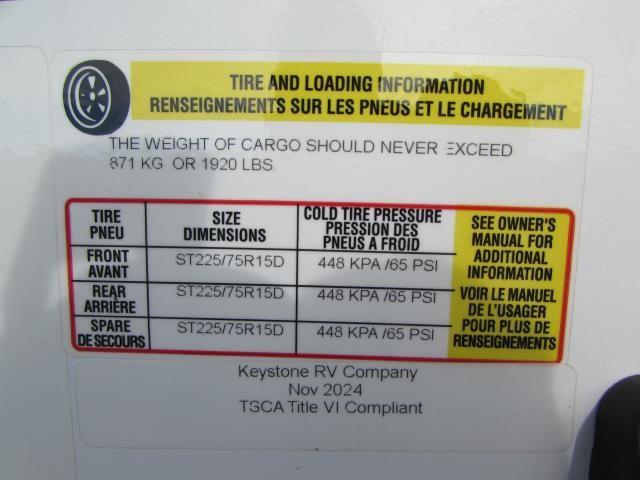 TIRE AND LOADING INFORMATION
RENSEIGNEMENTS SUR LES PNEUS ET LE CHARGEMENT
THE WEIGHT OF CARGO SHOULD NEVER EXCEED
871 KG OR 1920 LBS.
TIRE
PNEU
SIZE
DIMENSIONS
COLD TIRE PRESSURE
PRESSION DES
PNEUS A FROID
FRONT
AVANT
ST225/75R15D
448 KPA /65 PSI
REAR
ARRIÈRE
ST225/75R15D
448 KPA /65 PSI
SPARE
DE SECOURS
ST225/75R15D
448 KPA /65 PSI
SEE OWNER'S
MANUAL FOR
ADDITIONAL
INFORMATION
VOIR LE MANUEL
DE L'USAGER
POUR PLUS DE
RENSEIGNEMENTS
Keystone RV Company
Nov 2024
TSCA Title VI Compliant